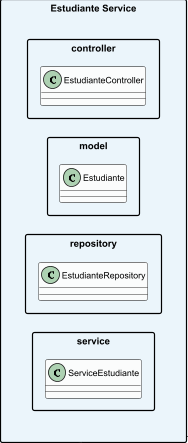 Estudiante Service
controller
C EstudianteController
model
C Estudiante
repository
C EstudianteRepository
service
C ServiceEstudiante